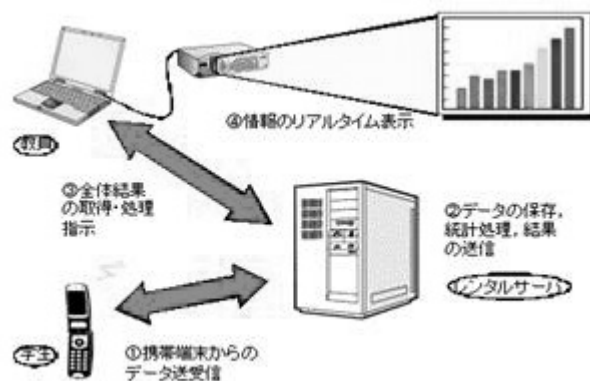 ④情報のリアルタイム表示
教員
③全体結果
の取得・処理
指示
②データの保存,
統計処理, 結果
の送信
レンタルサーバ
学生
①携帯端末からの
データ送受信